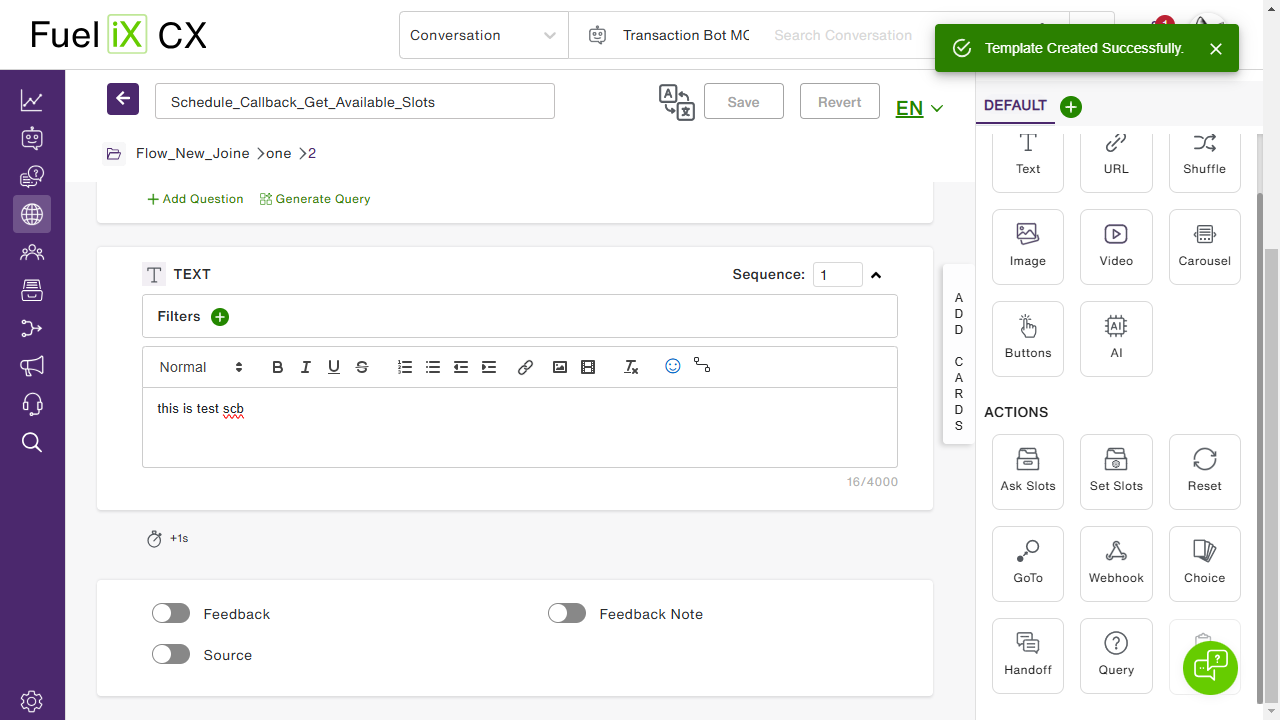 Fuel iX CX
Conversation
Transaction Bot MC
Search Conversation
Template Created Successfully.
Schedule_Callback_Get_Available_Slots
Save
Revert
EN
DEFAULT
Flow_New_Joine
one
2
Add Question
Generate Query
TEXT
Sequence:
1
Filters
Normal
this is test scb
16/4000
+1s
Feedback
Feedback Note
Source
ADD CARDS
Text
URL
Shuffle
Image
Video
Carousel
Buttons
AI
AI
ACTIONS
Ask Slots
Set Slots
Reset
GoTo
Webhook
Choice
Handoff
Query